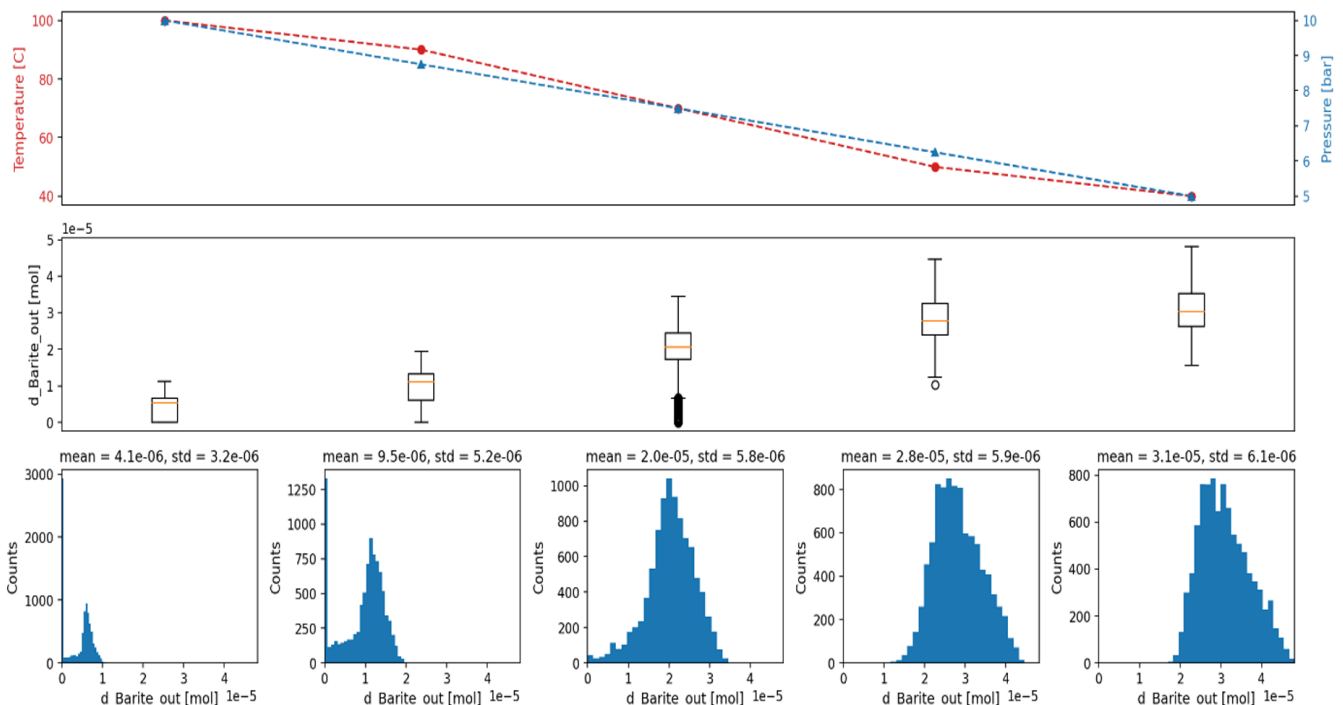 100
80
60
40
Temperature [C]
10
9
8
7
6
5
Pressure [bar]
1e−5
5
4
3
2
1
0
d_Barite_out [mol]
mean = 4.1e-06, std = 3.2e-06
mean = 9.5e-06, std = 5.2e-06
mean = 2.0e-05, std = 5.8e-06
mean = 2.8e-05, std = 5.9e-06
mean = 3.1e-05, std = 6.1e-06
3000
2000
1000
0
Counts
0 1 2 3 4
d_Barite_out [mol] 1e−5
1250
1000
750
500
250
0
Counts
0 1 2 3 4
d_Barite_out [mol] 1e−5
1000
800
600
400
200
0
Counts
0 1 2 3 4
d_Barite_out [mol] 1e−5
800
600
400
200
0
Counts
0 1 2 3 4
d_Barite_out [mol] 1e−5
800
600
400
200
0
Counts
0 1 2 3 4
d_Barite_out [mol] 1e−5